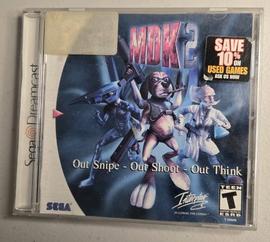 MDK2
SAVE
10%
ON
USED GAMES
ASK US NOW!
Sega Dreamcast
Out Snipe - Out Shoot - Out Think
SEGA
Interplay
TEEN
T
ESRB